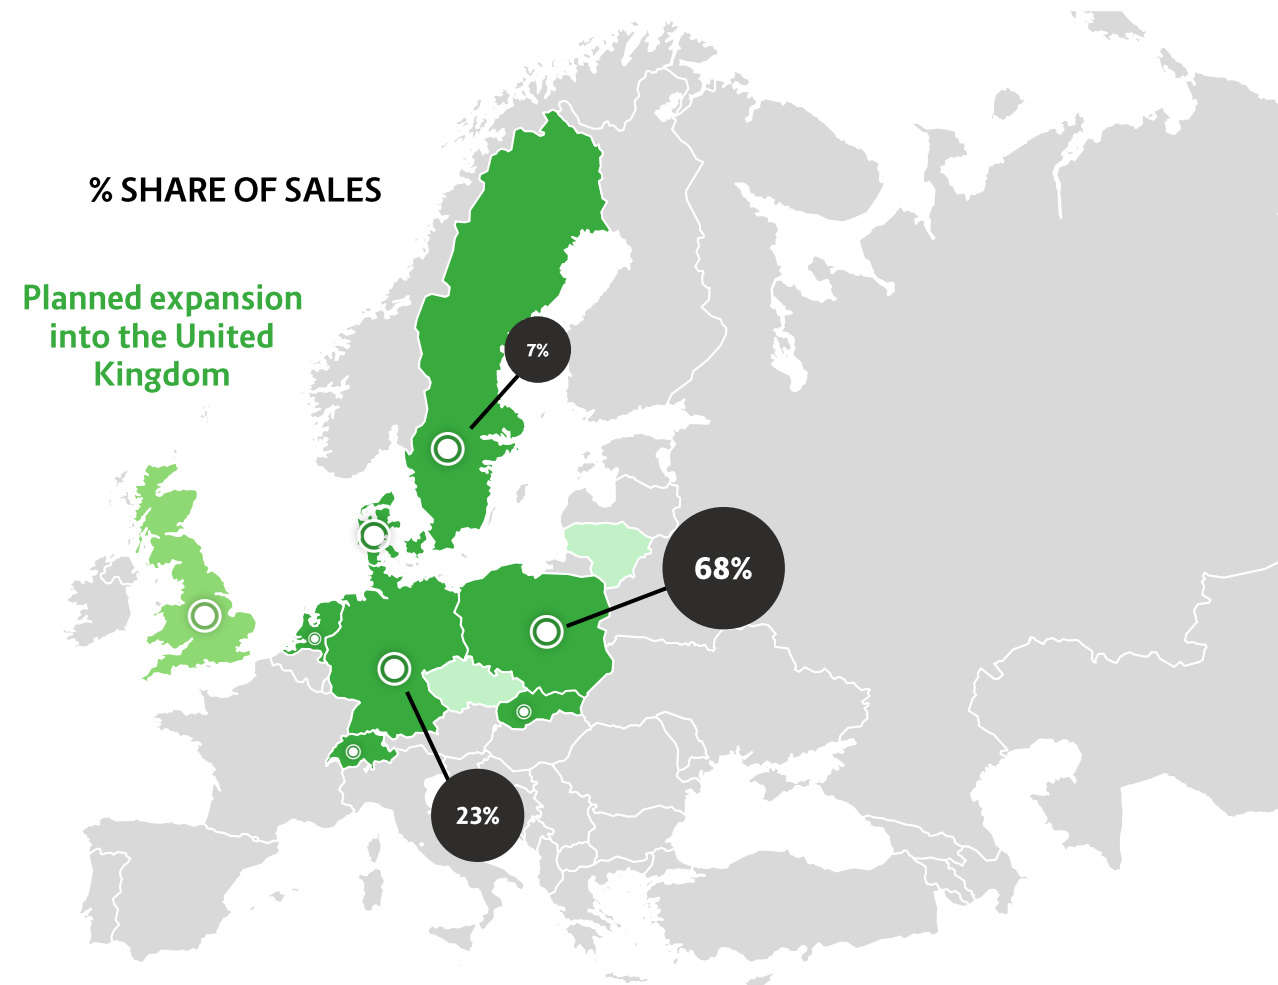 % SHARE OF SALES
Planned expansion
into the United
Kingdom
7%
68%
23%